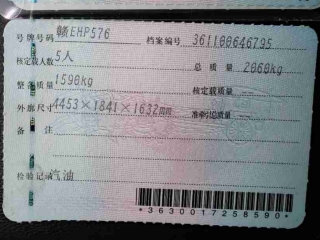 号牌号码 赣EHP576 档案编号 361100646795
核定载人数 5人 总质量 2060kg
整备质量 1590kg 核定载质量
外廓尺寸 4453×1841×1632mm 准牵引总质量
备注
检验记录 汽油
*3630017258590*